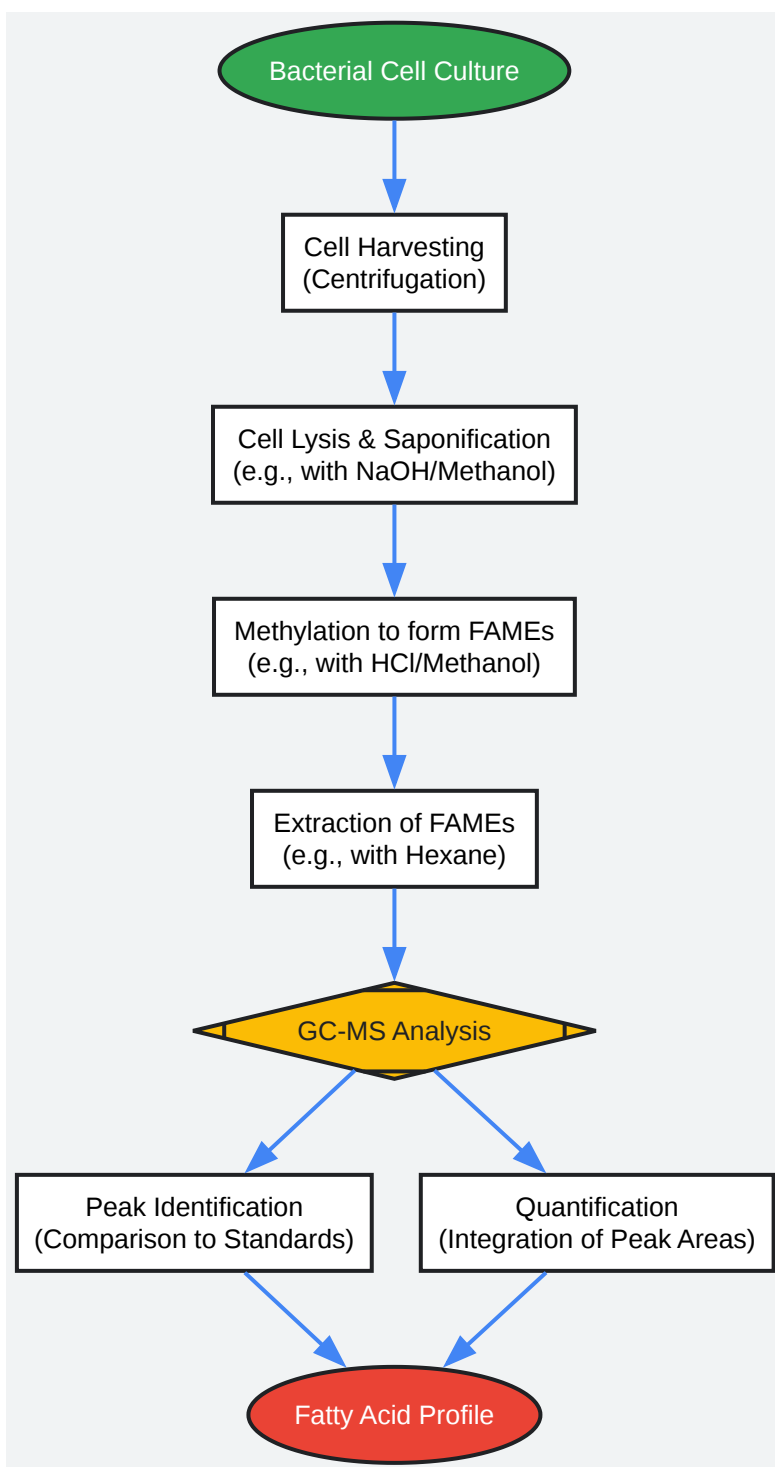 Bacterial Cell Culture
Cell Harvesting
(Centrifugation)
Cell Lysis & Saponification
(e.g., with NaOH/Methanol)
Methylation to form FAMEs
(e.g., with HCl/Methanol)
Extraction of FAMEs
(e.g., with Hexane)
GC-MS Analysis
Peak Identification
(Comparison to Standards)
Quantification
(Integration of Peak Areas)
Fatty Acid Profile